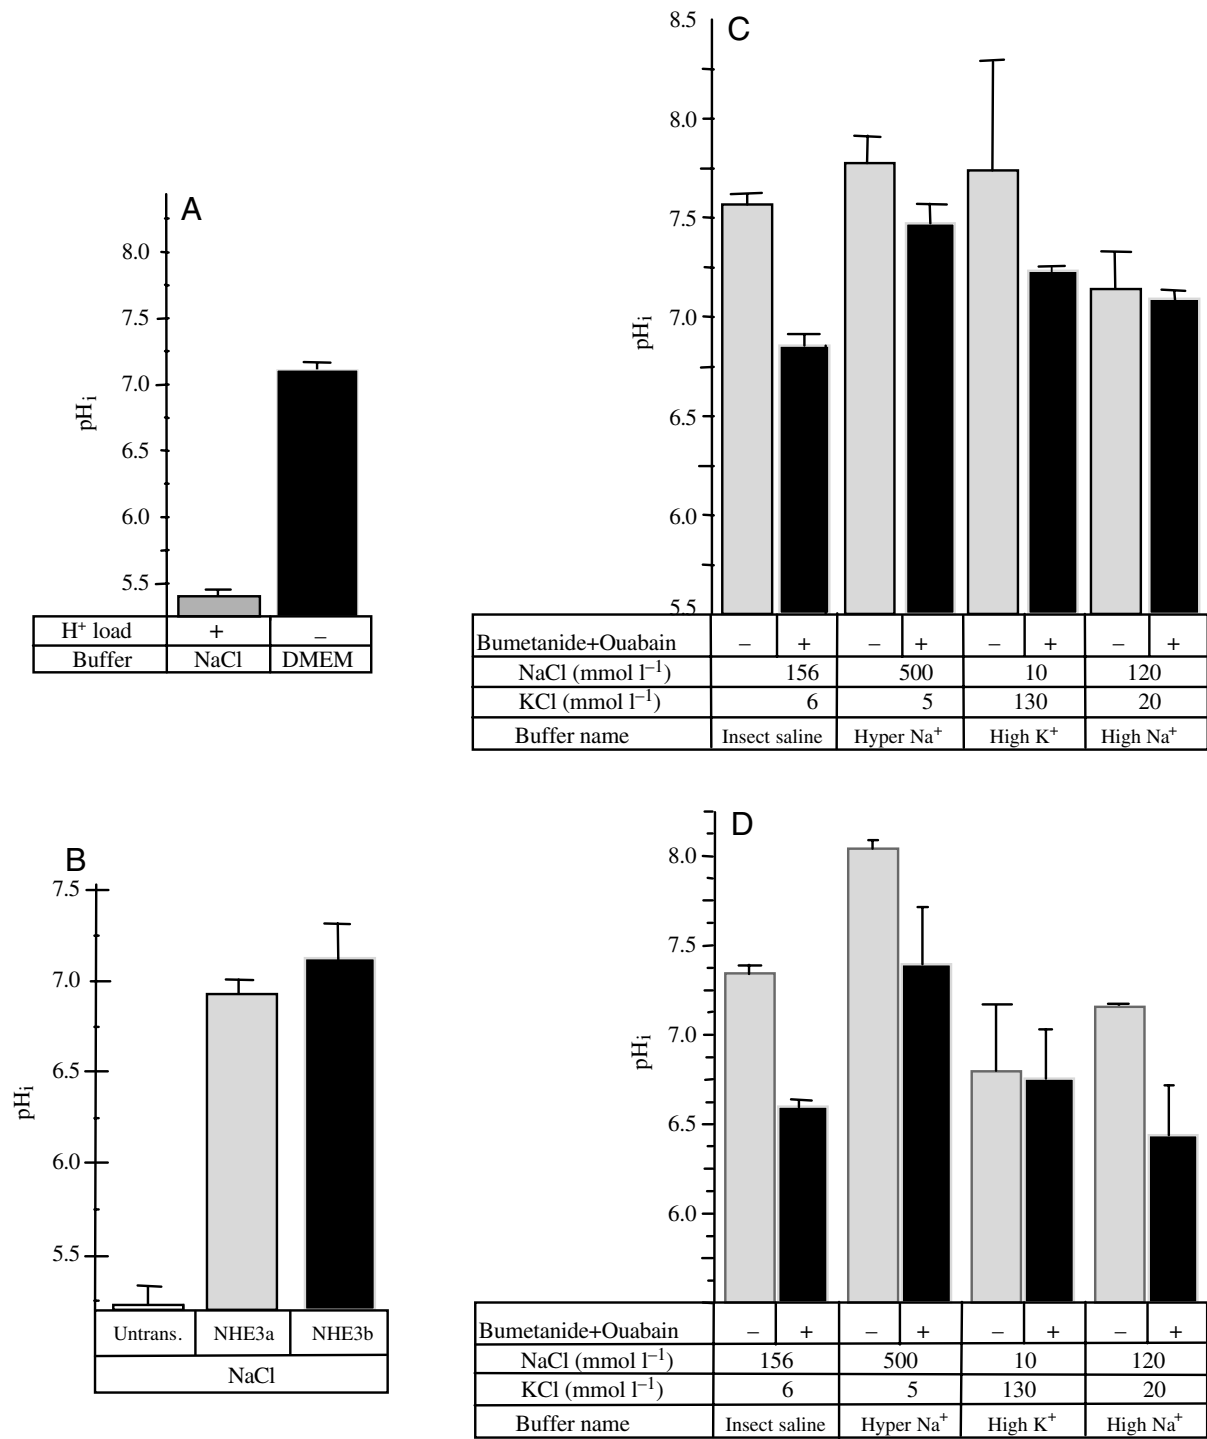 A
8.0
7.5
7.0
6.5
6.0
5.5
pHi
H+ load + –
Buffer NaCl DMEM
C
8.5
8.0
7.5
7.0
6.5
6.0
5.5
pHi
Bumetanide+Ouabain – + – + – + – +
NaCl (mmol l–1) 156 500 10 120
KCl (mmol l–1) 6 5 130 20
Buffer name Insect saline Hyper Na+ High K+ High Na+
B
7.5
7.0
6.5
6.0
5.5
pHi
Untrans. NHE3a NHE3b
NaCl
D
8.0
7.5
7.0
6.5
6.0
pHi
Bumetanide+Ouabain – + – + – + – +
NaCl (mmol l–1) 156 500 10 120
KCl (mmol l–1) 6 5 130 20
Buffer name Insect saline Hyper Na+ High K+ High Na+